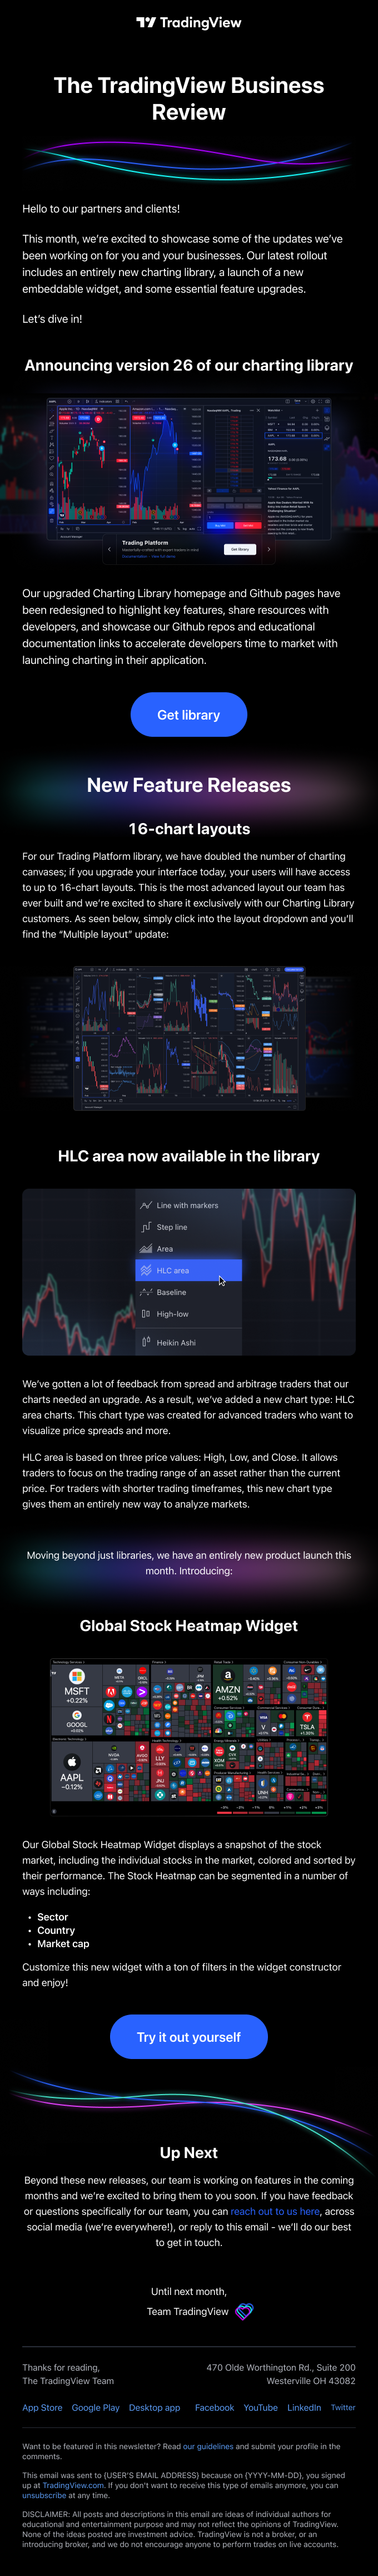 TradingView
The TradingView Business
Review
Hello to our partners and clients!
This month, we're excited to showcase some of the updates we've
been working on for you and your businesses. Our latest rollout
includes an entirely new charting library, a launch of a new
embeddable widget, and some essential feature upgrades.
Let's dive in!
Announcing version 26 of our charting library
173.68
Trading Platform
Get library
Our upgraded Charting Library homepage and Github pages have
been redesigned to highlight key features, share resources with
developers, and showcase our Github repos and educational
documentation links to accelerate developers time to market with
launching charting in their application.
Get library
New Feature Releases
16-chart layouts
For our Trading Platform library, we have doubled the number of charting
canvases; if you upgrade your interface today, your users will have access
to up to 16-chart layouts. This is the most advanced layout our team has
ever built and we're excited to share it exclusively with our Charting Library
customers. As seen below, simply click into the layout dropdown and you'll
find the “Multiple layout” update:
HLC area now available in the library
Line with markers
Step line
Area
HLC area
Baseline
High-low
Heikin Ashi
We've gotten a lot of feedback from spread and arbitrage traders that our
charts needed an upgrade. As a result, we've added a new chart type: HLC
area charts. This chart type was created for advanced traders who want to
visualize price spreads and more.
HLC area is based on three price values: High, Low, and Close. It allows
traders to focus on the trading range of an asset rather than the current
price. For traders with shorter trading timeframes, this new chart type
gives them an entirely new way to analyze markets.
Moving beyond just libraries, we have an entirely new product launch this
month. Introducing:
Global Stock Heatmap Widget
MSFT
+0.22%
GOOGL
AAPL
−0.12%
AMZN
+0.52%
TSLA
LLY
JNJ
V
XOM
UNH
NVGA
Our Global Stock Heatmap Widget displays a snapshot of the stock
market, including the individual stocks in the market, colored and sorted by
their performance. The Stock Heatmap can be segmented in a number of
ways including:
• Sector
• Country
• Market cap
Customize this new widget with a ton of filters in the widget constructor
and enjoy!
Try it out yourself
Up Next
Beyond these new releases, our team is working on features in the coming
months and we're excited to bring them to you soon. If you have feedback
or questions specifically for our team, you can reach out to us here, across
social media (we're everywhere!), or reply to this email - we'll do our best
to get in touch.
Until next month,
Team TradingView
Thanks for reading,
The TradingView Team
470 Olde Worthington Rd., Suite 200
Westerville OH 43082
App Store Google Play Desktop app Facebook YouTube LinkedIn Twitter
Want to be featured in this newsletter? Read our guidelines and submit your profile in the
comments.
This email was sent to {USER'S EMAIL ADDRESS} because on {YYYY-MM-DD}, you signed
up at TradingView.com. If you don't want to receive this type of emails anymore, you can
unsubscribe at any time.
DISCLAIMER: All posts and descriptions in this email are ideas of individual authors for
educational and entertainment purpose and may not reflect the opinions of TradingView.
None of the ideas posted are investment advice. TradingView is not a broker, or an
introducing broker, and we do not encourage anyone to perform trades on live accounts.